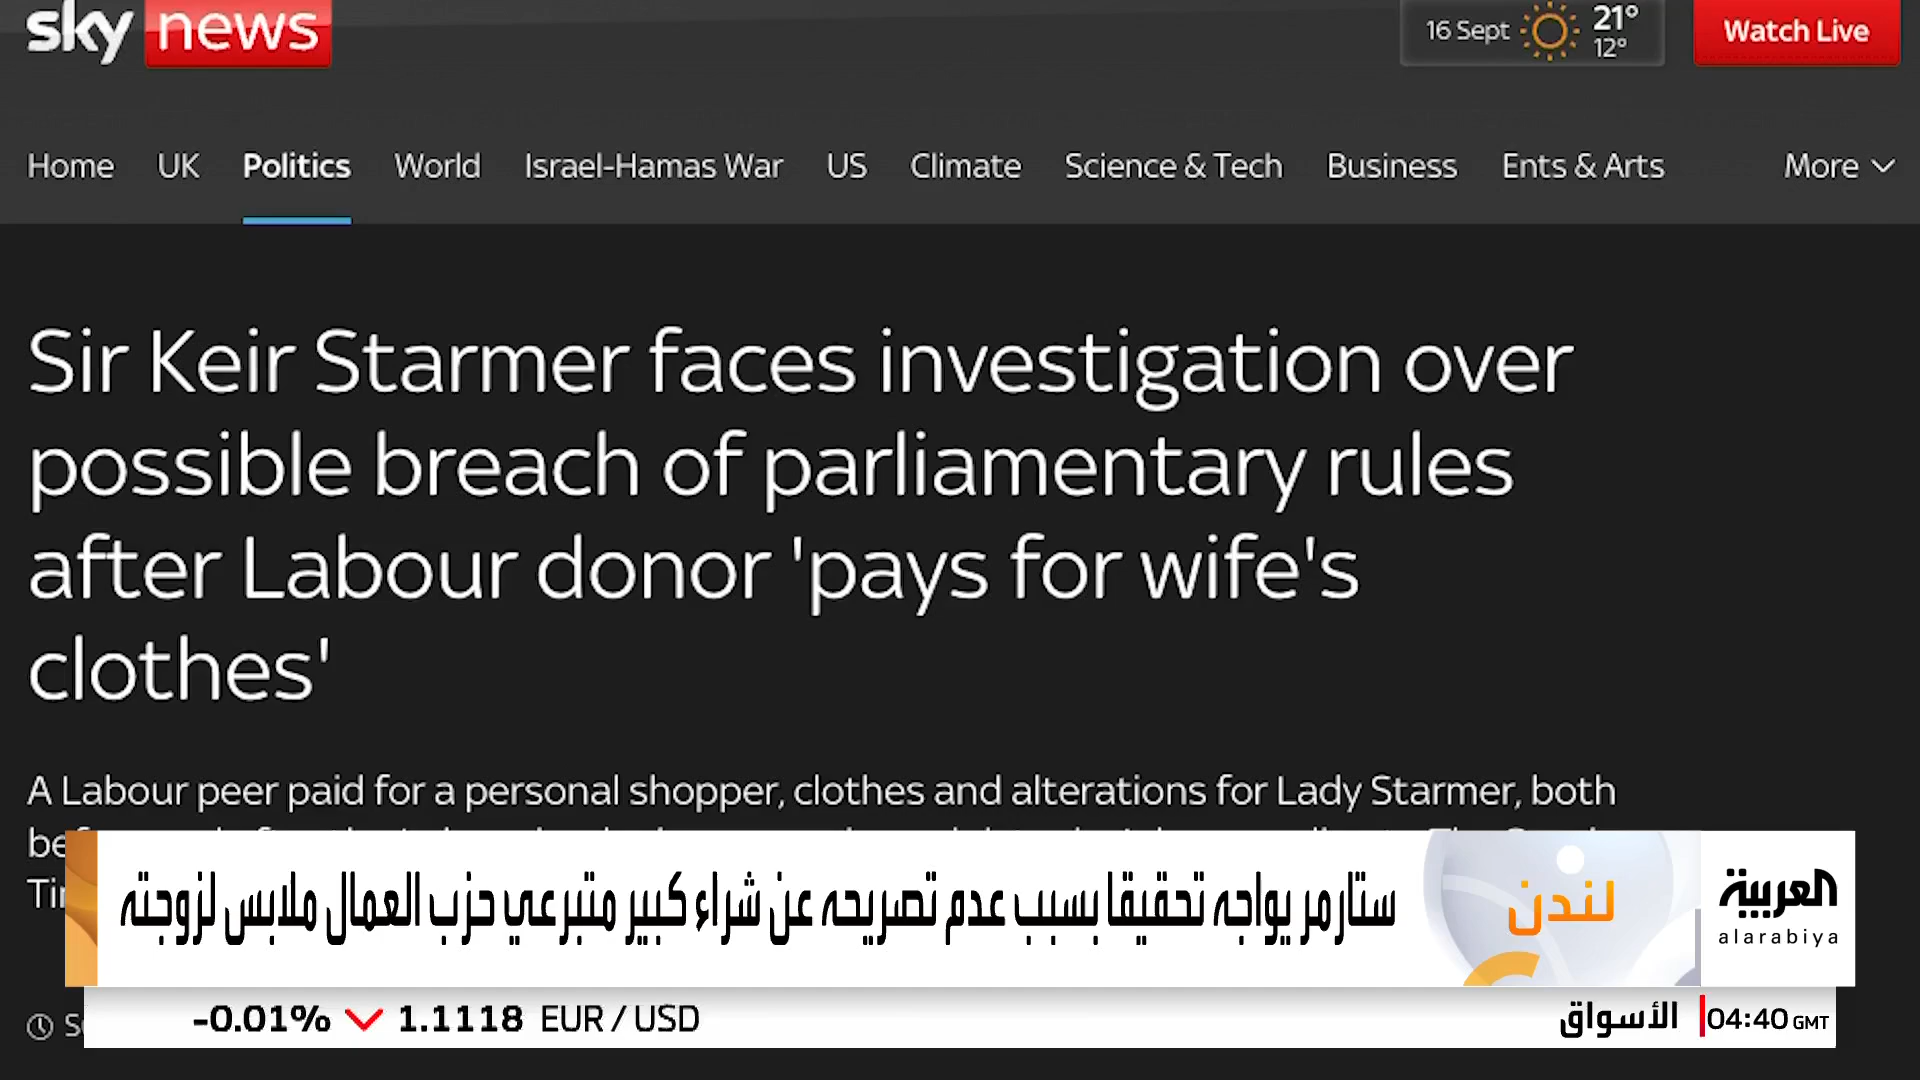 sky news
16 Sept
21°
12°
Watch Live
Home UK Politics World Israel-Hamas War US Climate Science & Tech Business Ents & Arts More
Sir Keir Starmer faces investigation over
possible breach of parliamentary rules
after Labour donor 'pays for wife's
clothes'
A Labour peer paid for a personal shopper, clothes and alterations for Lady Starmer, both
ستارمر يواجه تحقيقا بسبب عدم تصريحه عن شراء كبير متبرعي حزب العمال ملابس لزوجته
لندن
العربية
alarabiya
-0.01% 1.1118 EUR / USD
الأسواق
04:40 GMT